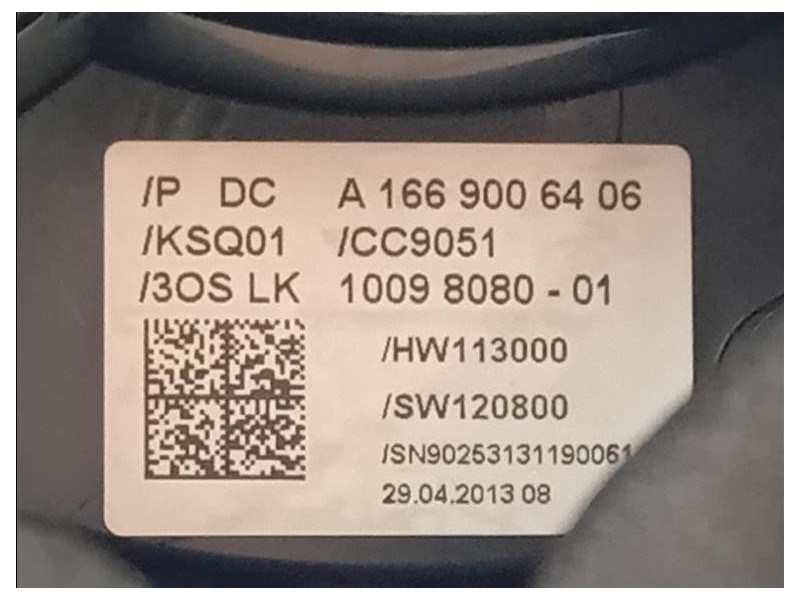 /P DC A 166 900 64 06
/KSQ01 /CC9051
/3OS LK 1009 8080 - 01
/HW113000
/SW120800
/SN90253131190061
29.04.2013 08